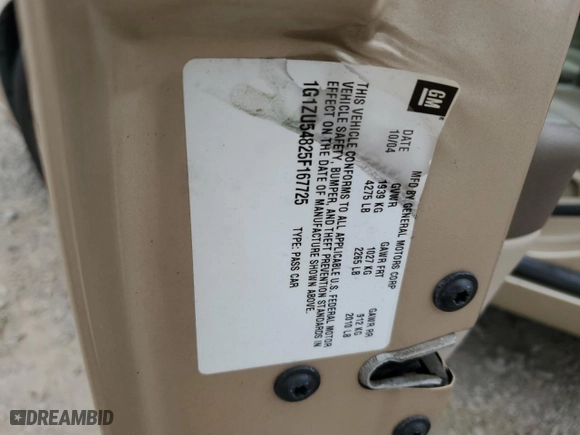 GM
MFD BY GENERAL MOTORS CORP
DATE GVWR GAWR FRT GAWR RR
10/04 1939 KG 1027 KG 912 KG
4275 LB 2265 LB 2010 LB
THIS VEHICLE CONFORMS TO ALL APPLICABLE U.S. FEDERAL MOTOR
VEHICLE SAFETY, BUMPER, AND THEFT PREVENTION STANDARDS IN
EFFECT ON THE DATE OF MANUFACTURE SHOWN ABOVE.
1G1ZU54825F167725 TYPE: PASS CAR
DREAMBID